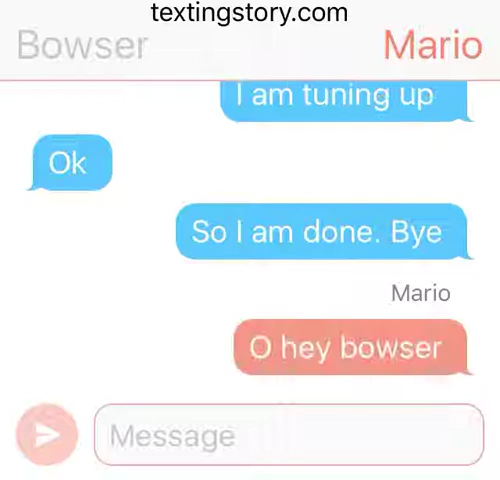 textingstory.com
Bowser Mario
I am tuning up
Ok
So I am done. Bye
Mario
O hey bowser
Message